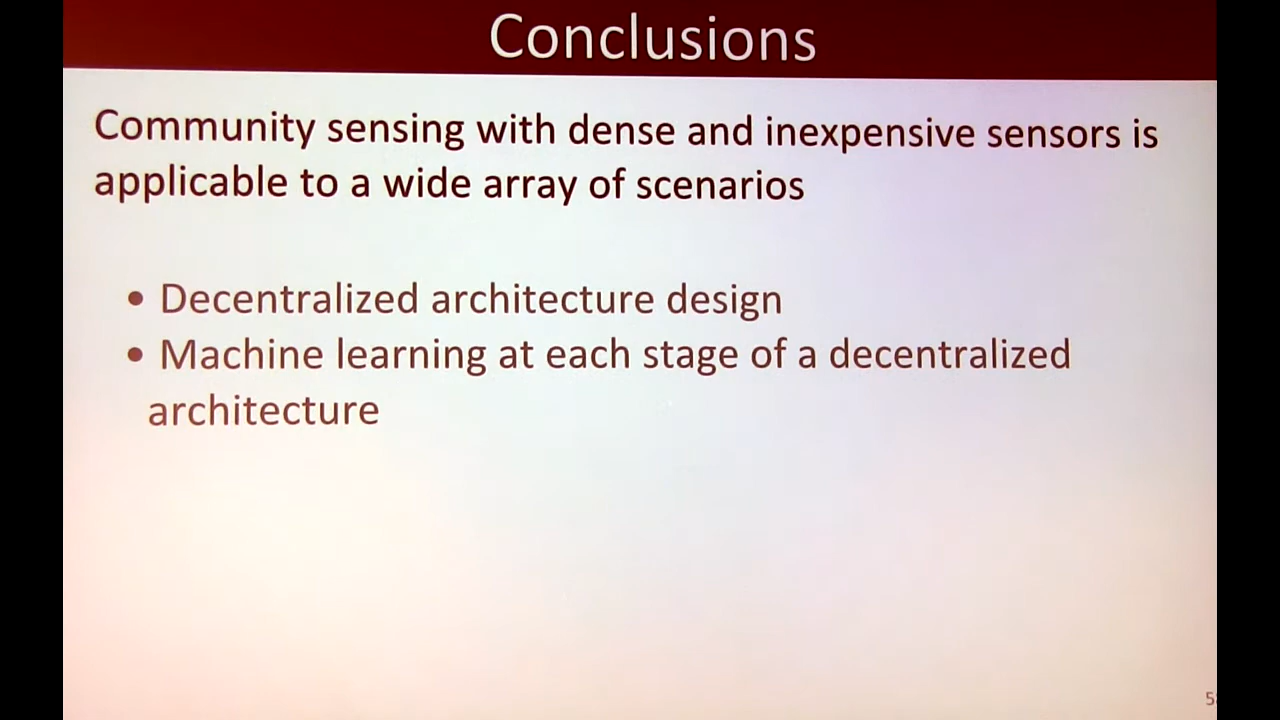 Conclusions
Community sensing with dense and inexpensive sensors is
applicable to a wide array of scenarios
• Decentralized architecture design
• Machine learning at each stage of a decentralized
architecture